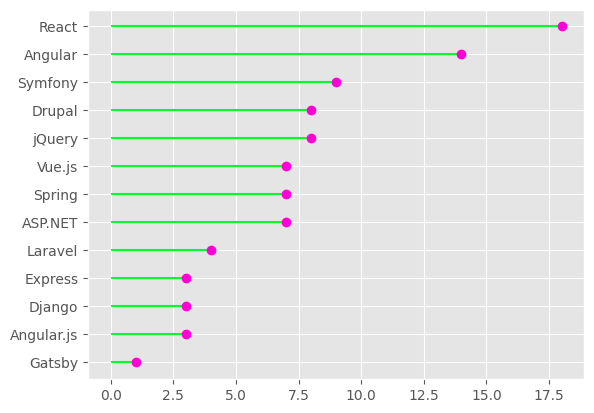 React
Angular
Symfony
Drupal
jQuery
Vue.js
Spring
ASP.NET
Laravel
Express
Django
Angular.js
Gatsby
0.0 2.5 5.0 7.5 10.0 12.5 15.0 17.5